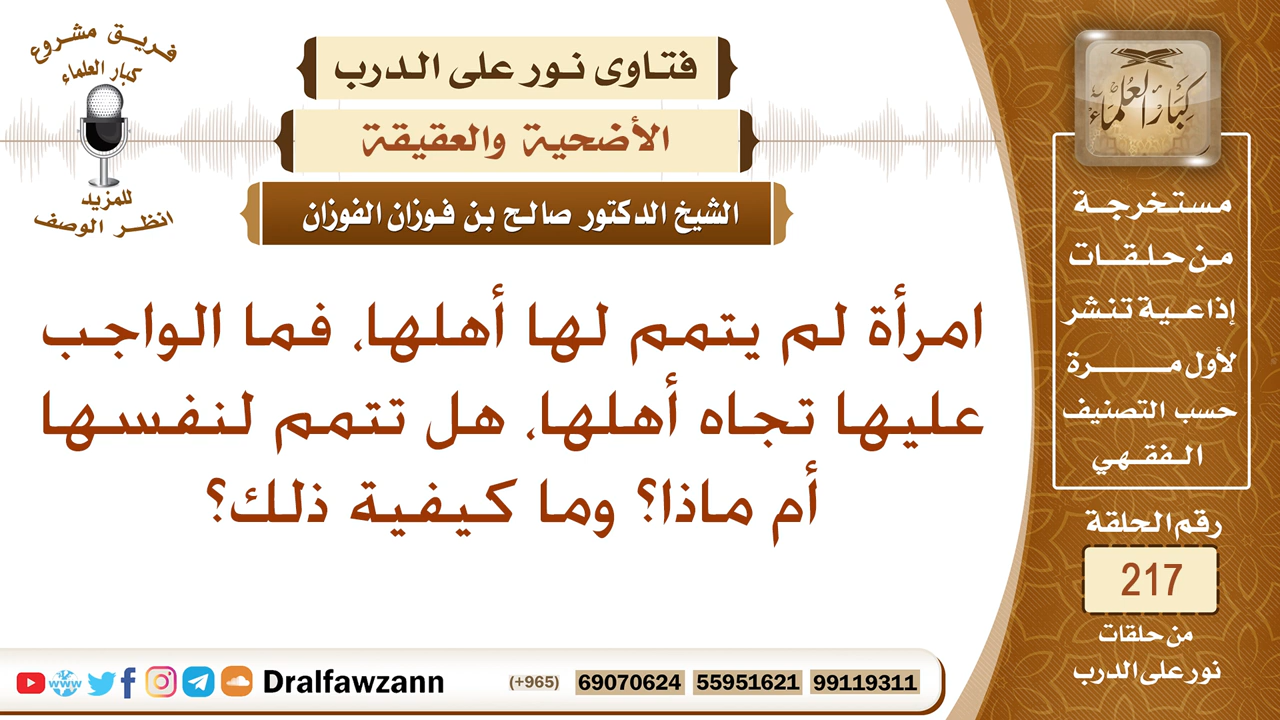 فريق مشروع
كبار العلماء
للمزيد
انظر الوصف
فتاوى نور على الدرب
الأضحية والعقيقة
الشيخ الدكتور صالح بن فوزان الفوزان
امرأة لم يتمم لها أهلها، فما الواجب
عليها تجاه أهلها، هل تتمم لنفسها
أم ماذا؟ وما كيفية ذلك؟
كبار العلماء
مستخرجة
من حلقات
إذاعية تنشر
لأول مرة
حسب التصنيف
الفقهي
رقم الحلقة
217
من حلقات
نور على الدرب
www
Dralfawzann
(+965) 69070624 55951621 99119311